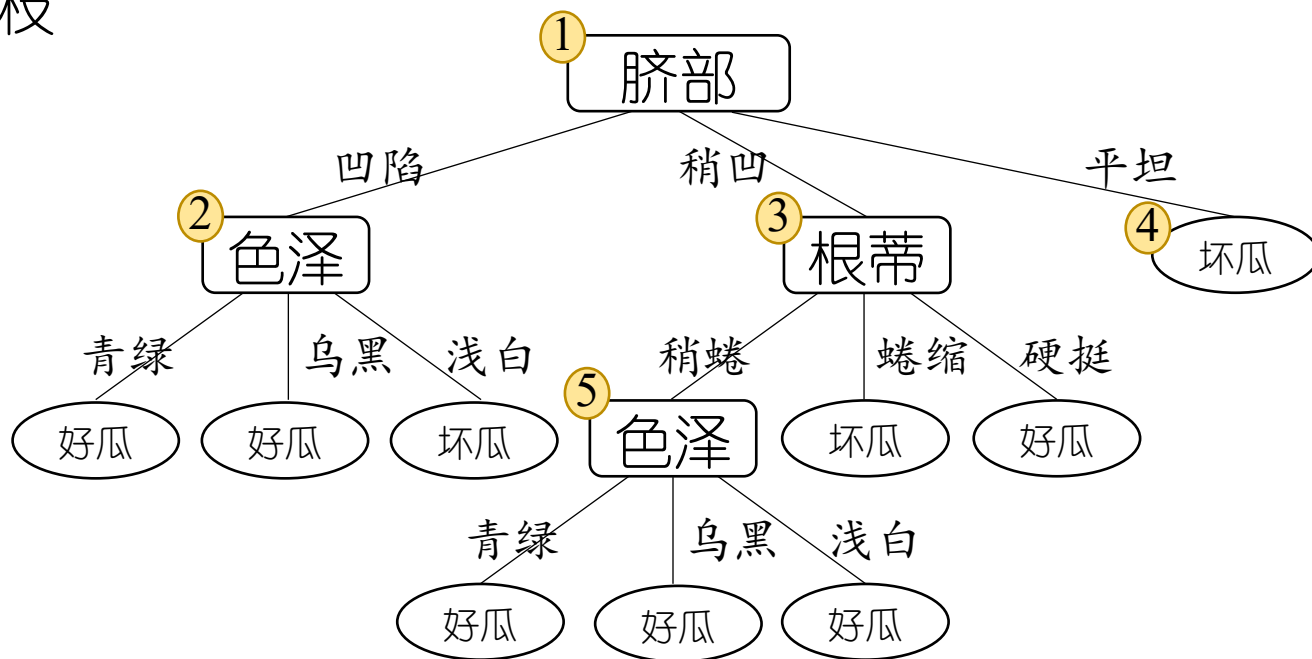 枝
1
脐部
凹陷 稍凹 平坦
2 3 4
色泽 根蒂 坏瓜
青绿 乌黑 浅白 稍蜷 蜷缩 硬挺
5
好瓜 好瓜 坏瓜 色泽 坏瓜 好瓜
青绿 乌黑 浅白
好瓜 好瓜 好瓜